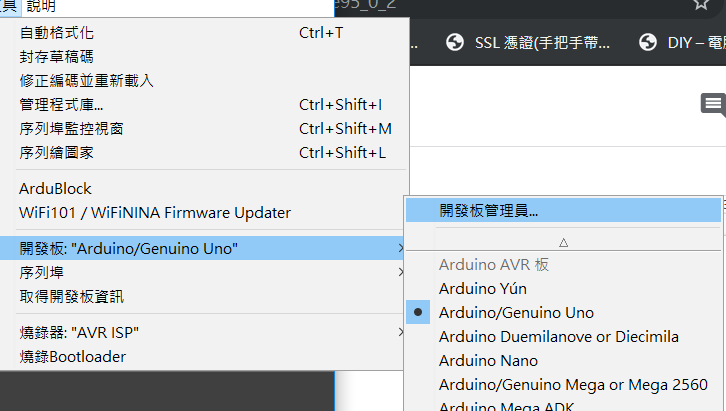 具 說明
e95_0_2
自動格式化 Ctrl+T
封存草稿碼
修正編碼並重新載入
管理程式庫... Ctrl+Shift+I
序列埠監控視窗 Ctrl+Shift+M
序列繪圖家 Ctrl+Shift+L
SSL 憑證(手把手帶...
DIY – 電腦
ArduBlock
WiFi101 / WiFiNINA Firmware Updater
開發板: "Arduino/Genuino Uno"
序列埠
取得開發板資訊
燒錄器: "AVR ISP"
燒錄Bootloader
開發板管理員...
Arduino AVR 板
Arduino Yún
Arduino/Genuino Uno
Arduino Duemilanove or Diecimila
Arduino Nano
Arduino/Genuino Mega or Mega 2560
Arduino Mega ADK